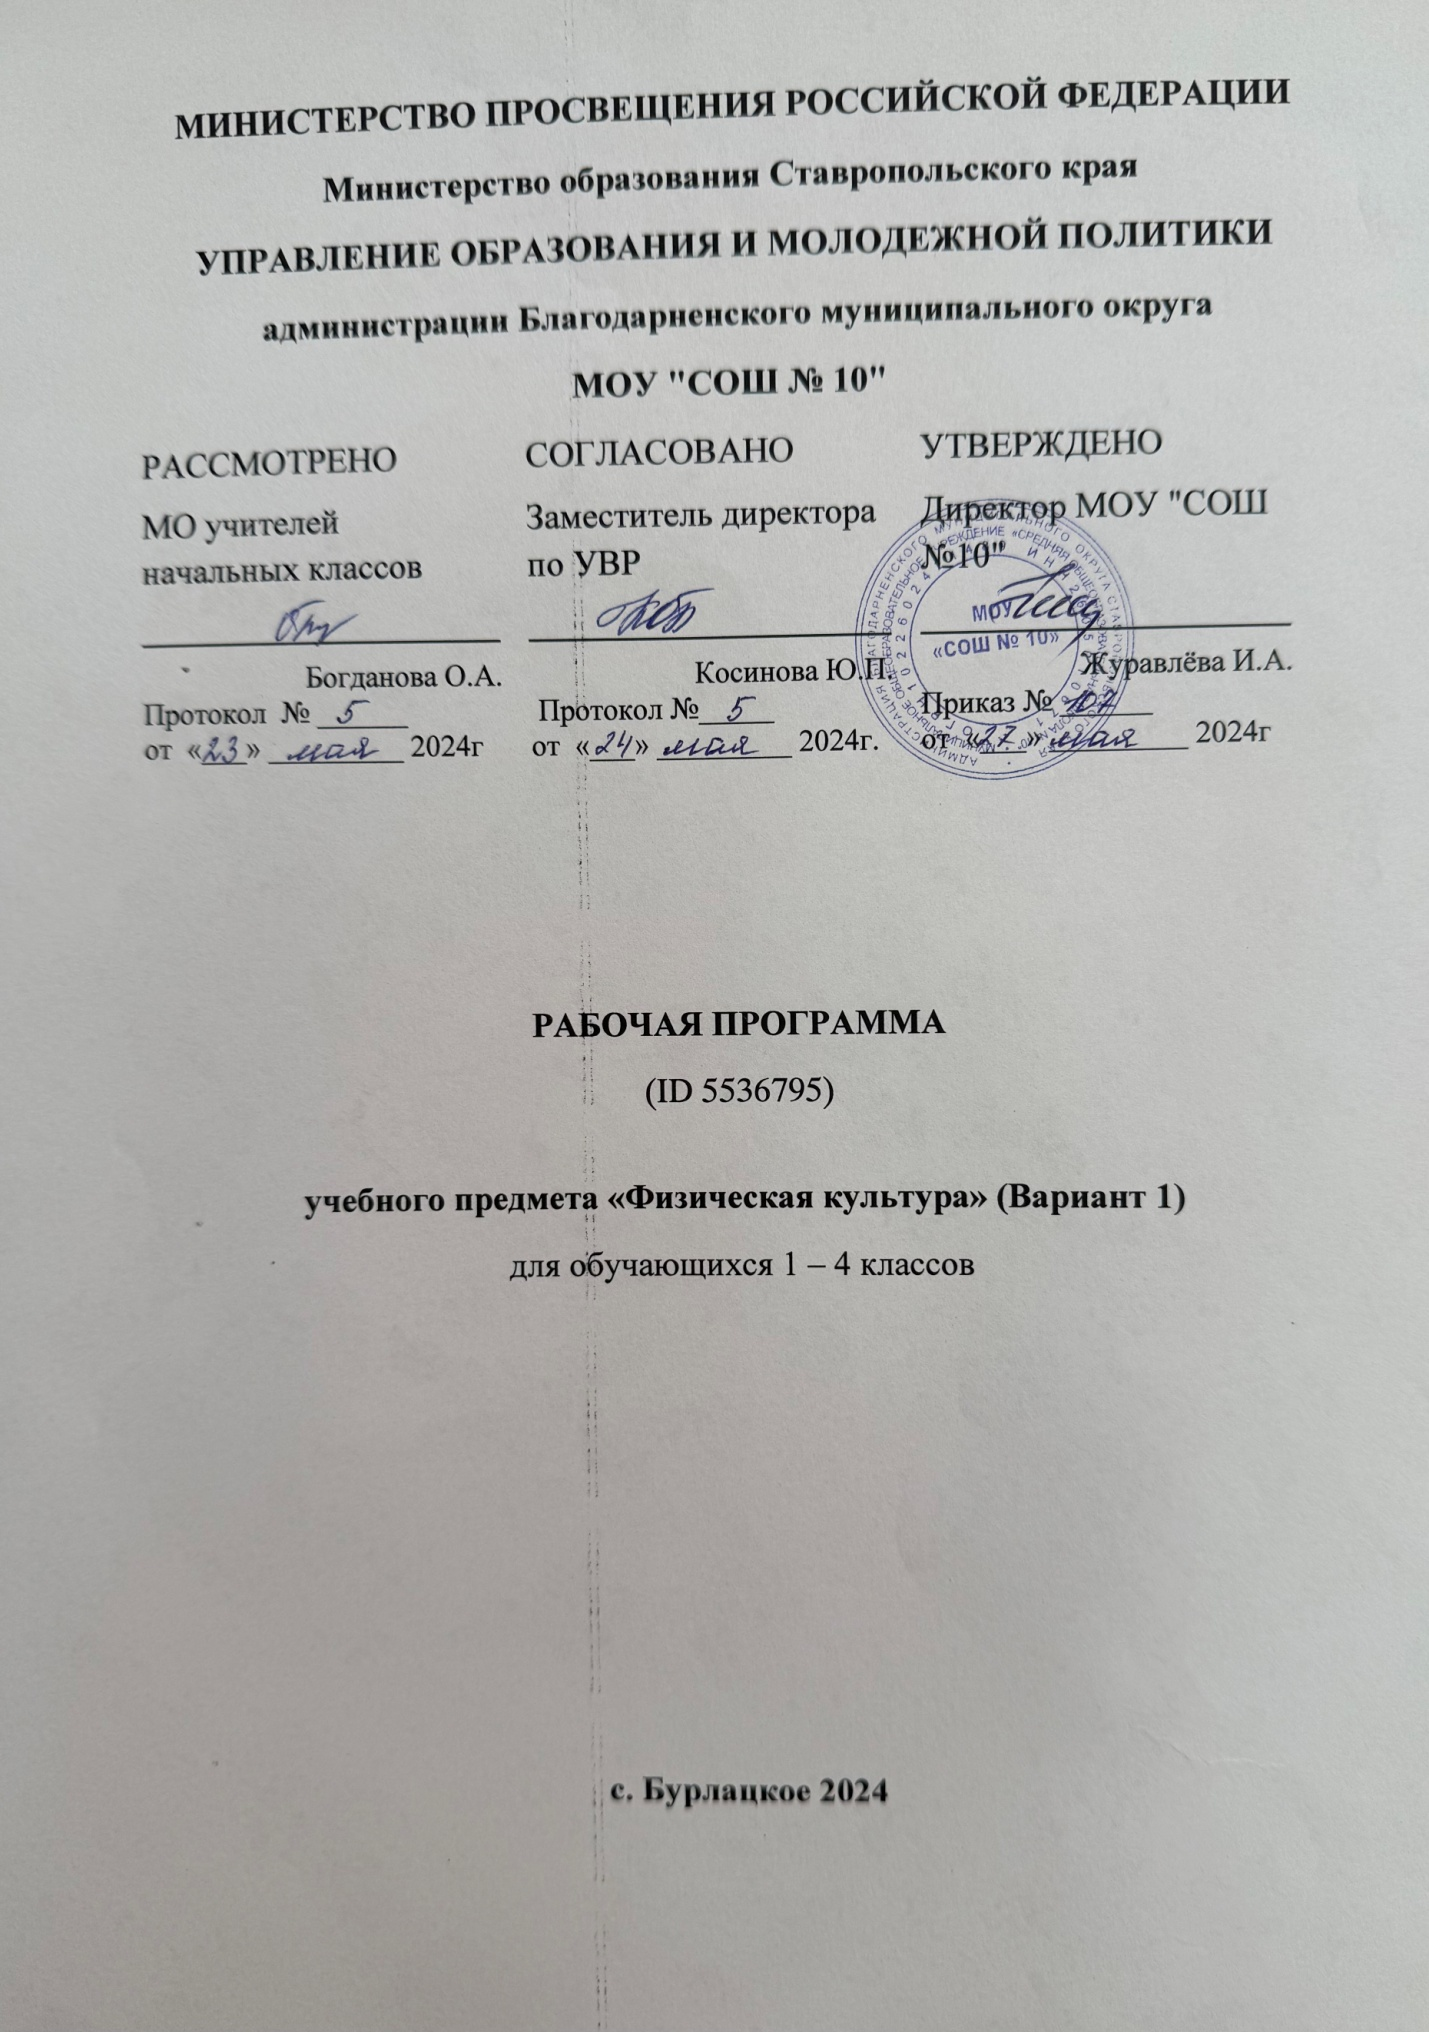 МИНИСТЕРСТВО ПРОСВЕЩЕНИЯ РОССИЙСКОЙ ФЕДЕРАЦИИ
Министерство образования Ставропольского края
УПРАВЛЕНИЕ ОБРАЗОВАНИЯ И МОЛОДЕЖНОЙ ПОЛИТИКИ
администрации Благодарненского муниципального округа
МОУ "СОШ № 10"
РАССМОТРЕНО
МО учителей
начальных классов
Богданова О.А.
Протокол № 5
от «23» мая 2024г
СОГЛАСОВАНО
Заместитель директора
по УВР
Косинова Ю.П.
Протокол № 5
от «24» мая 2024г.
УТВЕРЖДЕНО
Директор МОУ "СОШ
№10"
МОУ
«СОШ № 10»
Журавлёва И.А.
Приказ № 107
от «27» мая 2024г
РАБОЧАЯ ПРОГРАММА
(ID 5536795)
учебного предмета «Физическая культура» (Вариант 1)
для обучающихся 1 – 4 классов
с. Бурлацкое 2024